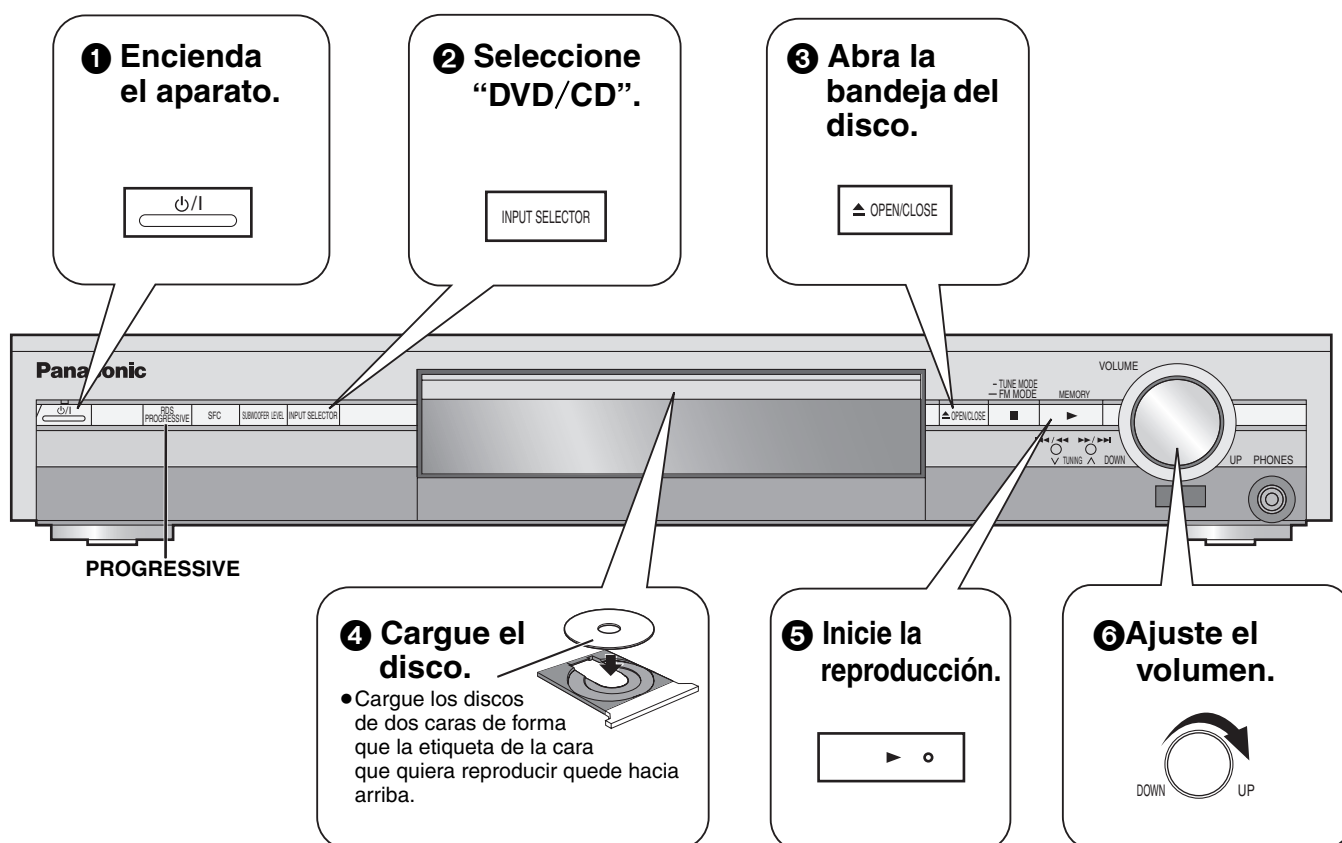 ❶ Encienda
el aparato.
⏻/I
❷ Seleccione
“DVD/CD”.
INPUT SELECTOR
❸ Abra la
bandeja del
disco.
⏏ OPEN/CLOSE
Panasonic
⏻/I
RDS
PROGRESSIVE
SFC
SUBWOOFER LEVEL
INPUT SELECTOR
⏏ OPEN/CLOSE
– TUNE MODE
— FM MODE
■
MEMORY
►
VOLUME
⏮/◄◄ ►►/⏭
∨ TUNING ∧
DOWN
UP
PHONES
PROGRESSIVE
❹ Cargue el
disco.
●Cargue los discos
de dos caras de forma
que la etiqueta de la cara
que quiera reproducir quede hacia
arriba.
❺ Inicie la
reproducción.
►
❻Ajuste el
volumen.
DOWN
UP